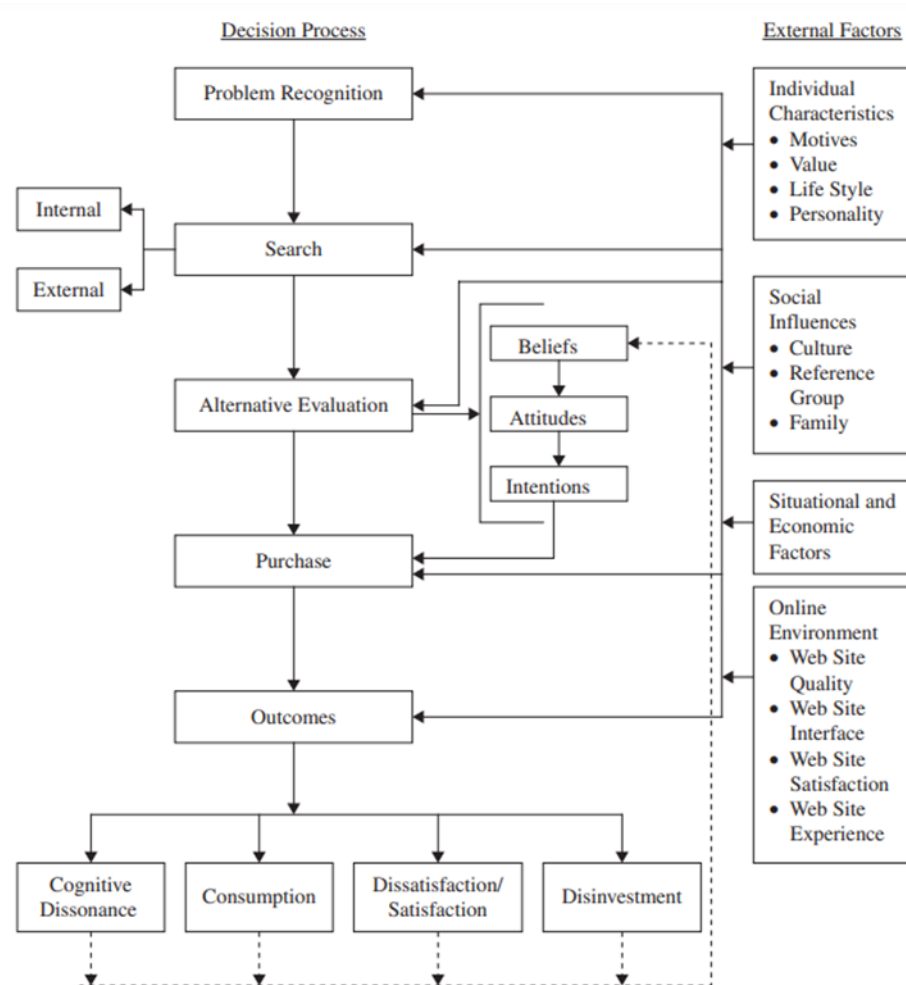 Decision Process
External Factors
Problem Recognition
Individual
Characteristics
• Motives
• Value
• Life Style
• Personality
Internal
Search
External
Social
Influences
• Culture
• Reference
Group
• Family
Beliefs
Alternative Evaluation
Attitudes
Intentions
Situational and
Economic
Factors
Purchase
Online
Environment
• Web Site
Quality
• Web Site
Interface
• Web Site
Satisfaction
• Web Site
Experience
Outcomes
Cognitive
Dissonance
Consumption
Dissatisfaction/
Satisfaction
Disinvestment